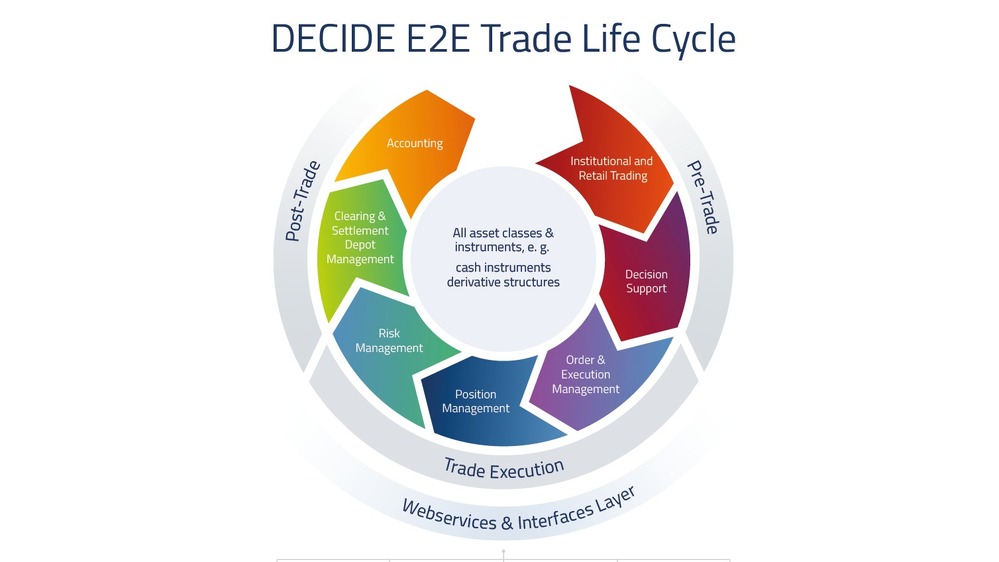 DECIDE E2E Trade Life Cycle
Accounting
Institutional and
Retail Trading
Post-Trade
Pre-Trade
Clearing &
Settlement
Depot
Management
All asset classes &
instruments, e. g.
cash instruments
derivative structures
Decision
Support
Risk
Management
Order &
Execution
Management
Position
Management
Trade Execution
Webservices & Interfaces Layer